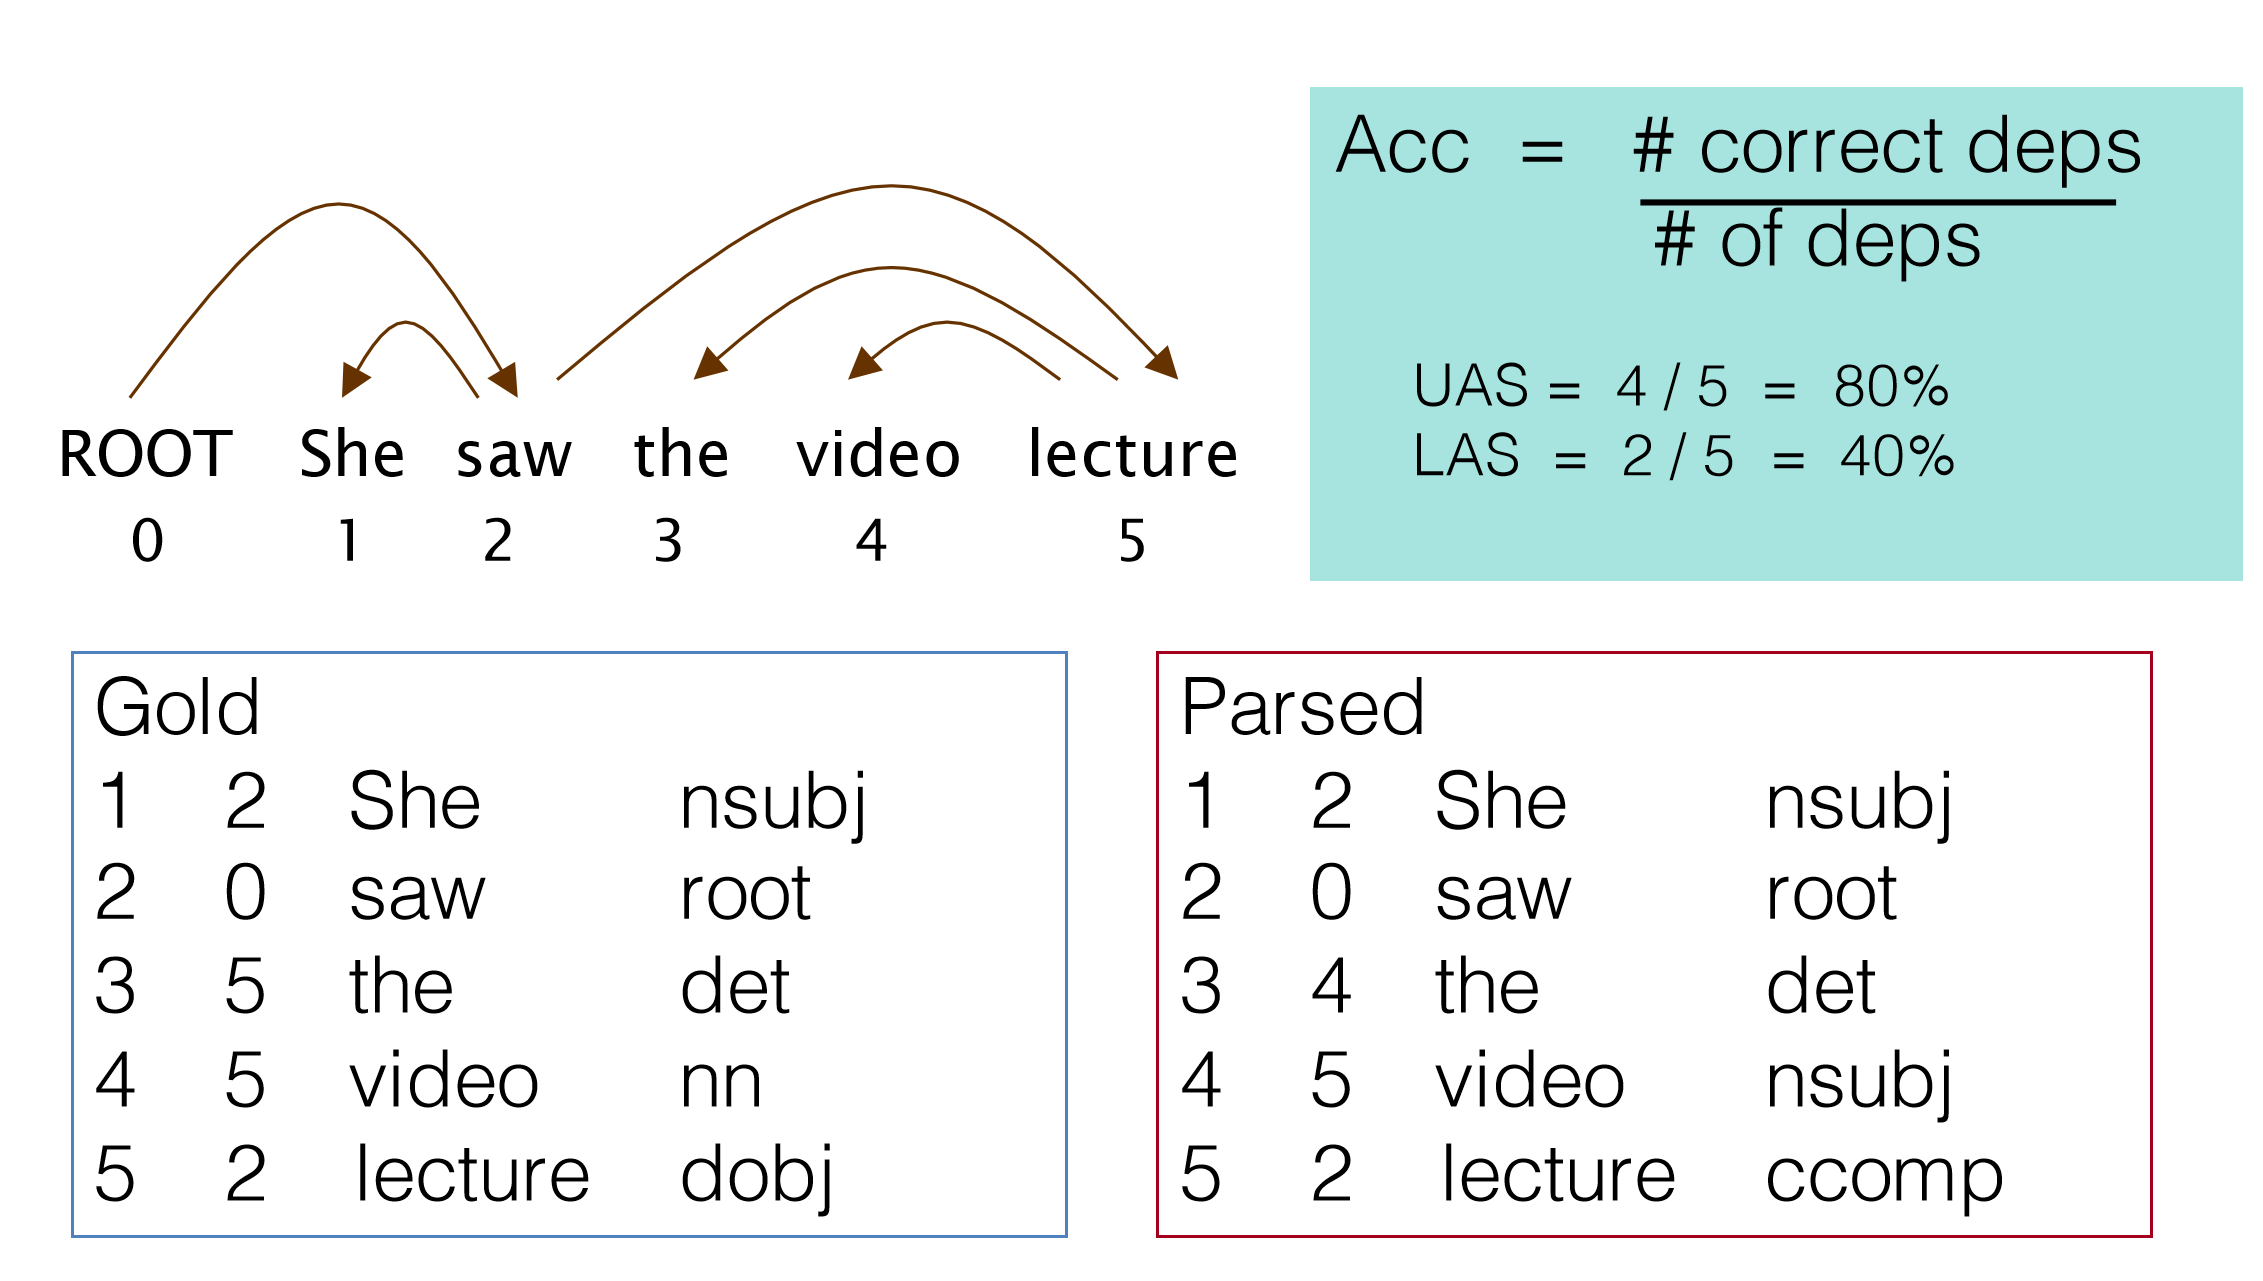 ROOT She saw the video lecture
0 1 2 3 4 5
Acc = # correct deps
# of deps
UAS = 4 / 5 = 80%
LAS = 2 / 5 = 40%
Gold
1 2 She nsubj
2 0 saw root
3 5 the det
4 5 video nn
5 2 lecture dobj
Parsed
1 2 She nsubj
2 0 saw root
3 4 the det
4 5 video nsubj
5 2 lecture ccomp